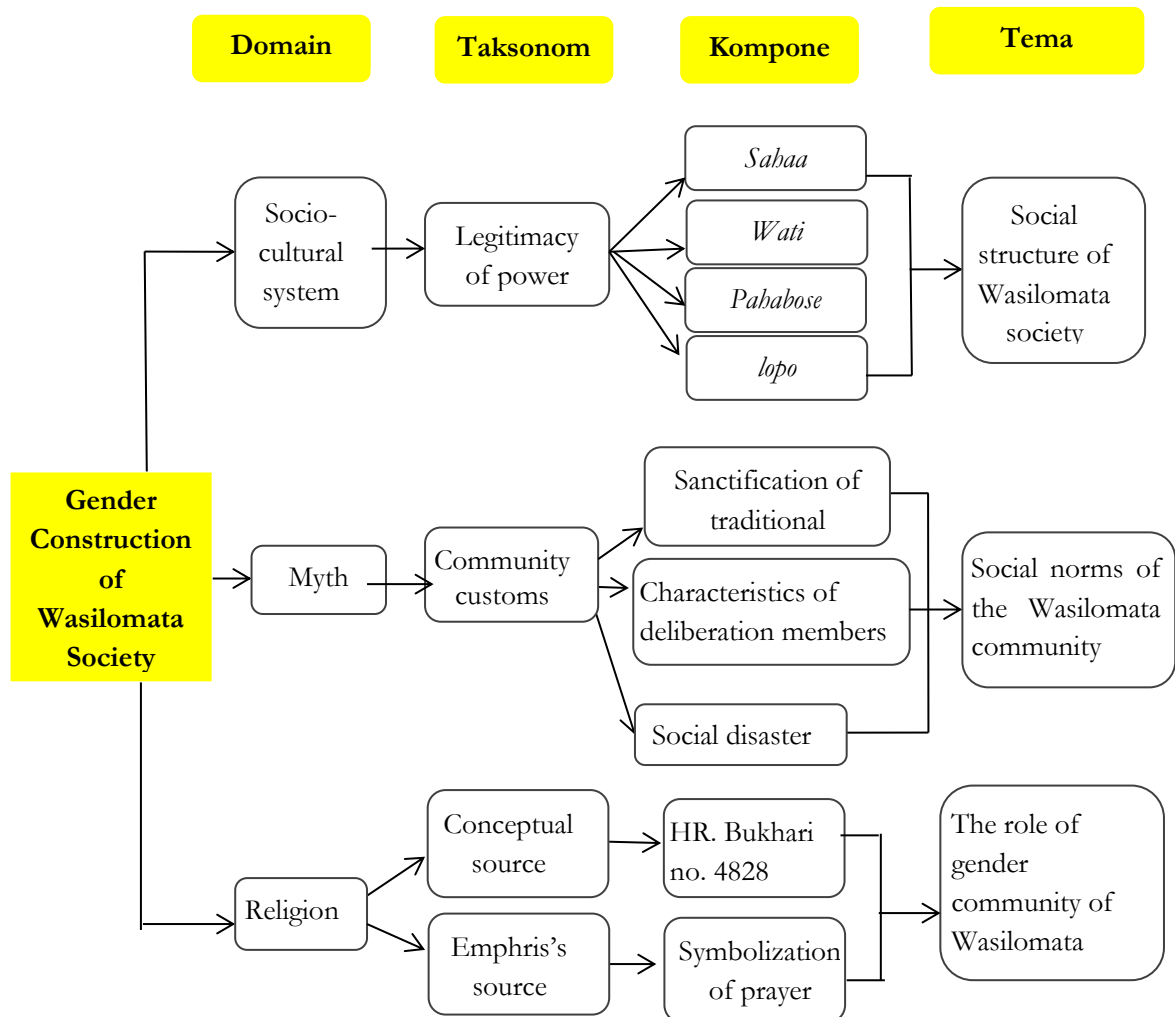 Domain
Taksonom
Kompone
Tema
Sahaa
Socio-
cultural
system
Legitimacy
of power
Wati
Pahabose
lopo
Social
structure of
Wasilomata
society
Gender
Construction
of
Wasilomata
Society
Myth
Community
customs
Sanctification of
traditional
Characteristics of
deliberation members
Social disaster
Social norms of
the Wasilomata
community
Religion
Conceptual
source
Emphris’s
source
HR. Bukhari
no. 4828
Symbolization
of prayer
The role of
gender
community of
Wasilomata